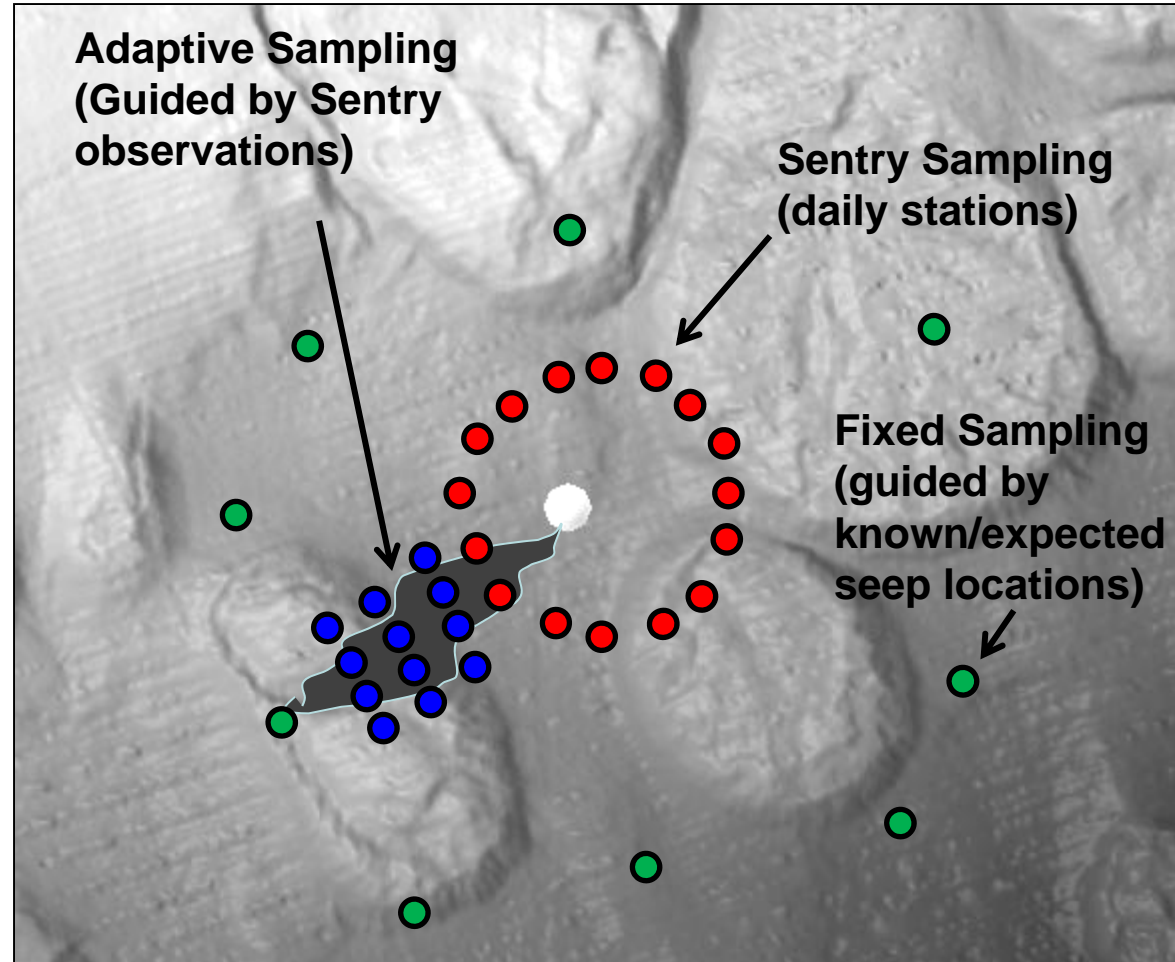 Adaptive Sampling
(Guided by Sentry
observations)
Sentry Sampling
(daily stations)
Fixed Sampling
(guided by
known/expected
seep locations)